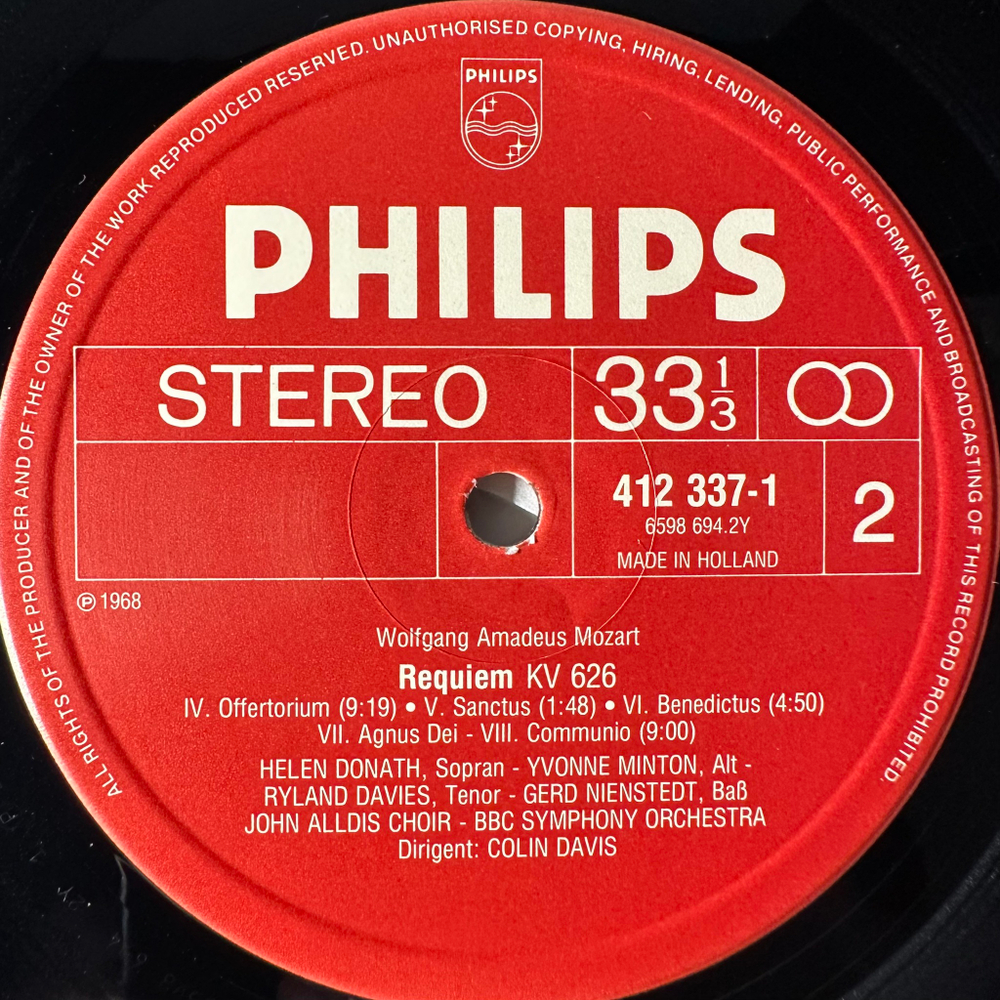 ALL RIGHTS OF THE PRODUCER AND OF THE OWNER OF THE WORK REPRODUCED RESERVED. UNAUTHORISED COPYING, HIRING, LENDING, PUBLIC PERFORMANCE AND BROADCASTING OF THIS RECORD PROHIBITED.
PHILIPS
PHILIPS
STEREO 33 1/3
412 337-1
6598 694.2Y
MADE IN HOLLAND
2
℗ 1968
Wolfgang Amadeus Mozart
Requiem KV 626
IV. Offertorium (9:19) • V. Sanctus (1:48) • VI. Benedictus (4:50)
VII. Agnus Dei - VIII. Communio (9:00)
HELEN DONATH, Sopran - YVONNE MINTON, Alt -
RYLAND DAVIES, Tenor - GERD NIENSTEDT, Baß
JOHN ALLDIS CHOIR - BBC SYMPHONY ORCHESTRA
Dirigent: COLIN DAVIS
2Y